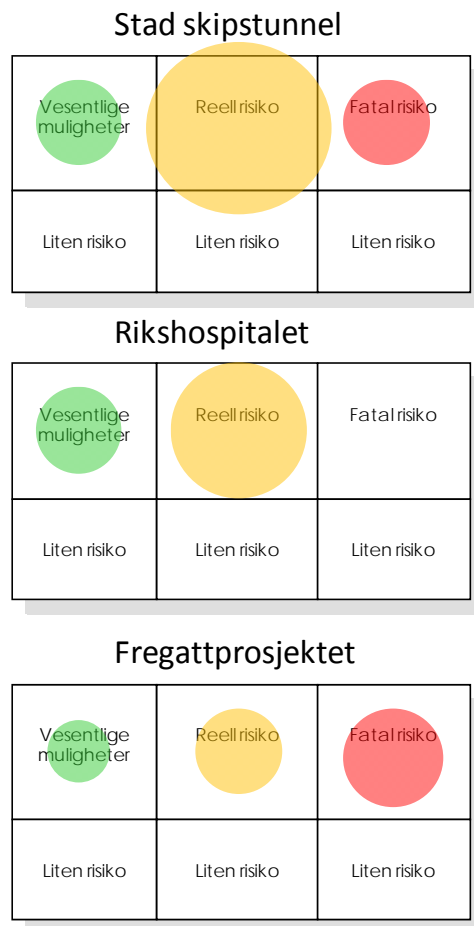 Stad skipstunnel
Vesentlige muligheter
Reell risiko
Fatal risiko
Liten risiko
Liten risiko
Liten risiko
Rikshospitalet
Vesentlige muligheter
Reell risiko
Fatal risiko
Liten risiko
Liten risiko
Liten risiko
Fregattprosjektet
Vesentlige muligheter
Reell risiko
Fatal risiko
Liten risiko
Liten risiko
Liten risiko